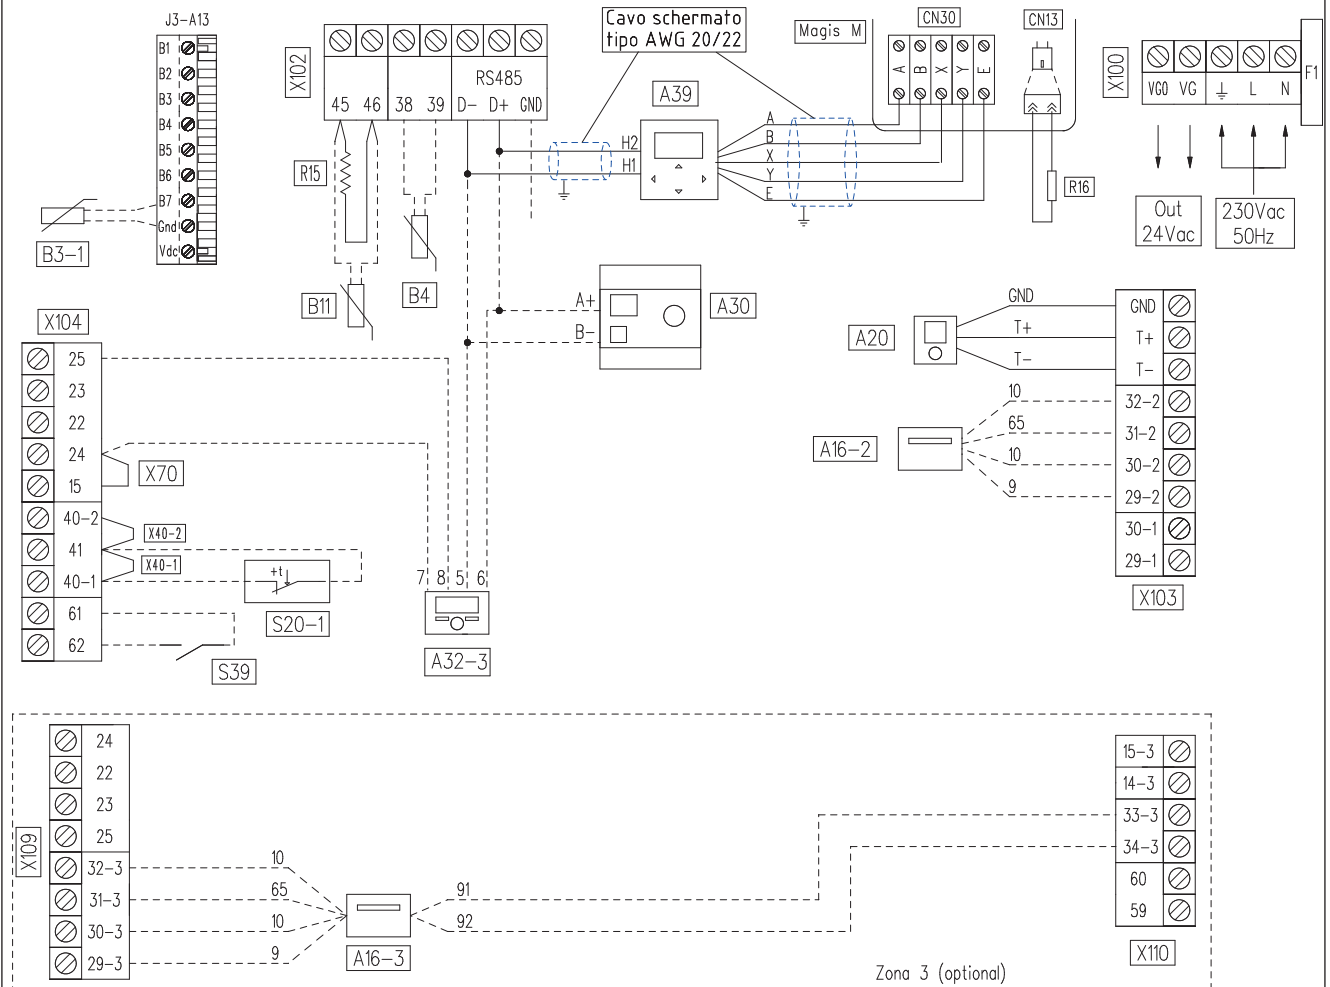 J3-A13
B1
B2
B3
B4
B5
B6
B7
Gnd
Vdc
B3-1
X102
RS485
45 46 38 39 D- D+ GND
R15
B11
B4
Cavo schermato
tipo AWG 20/22
A39
H2
H1
A
B
X
Y
E
Magis M
CN30
A B X Y E
CN13
R16
X100
VG0 VG L N
F1
Out
24Vac
230Vac
50Hz
A+
B-
A30
X104
25
23
22
24
15
40-2
41
40-1
61
62
X70
X40-2
X40-1
+t
S20-1
S39
7 8 5 6
A32-3
A20
GND
T+
T-
A16-2
10
65
10
9
GND
T+
T-
32-2
31-2
30-2
29-2
30-1
29-1
X103
X109
24
22
23
25
32-3
31-3
30-3
29-3
10
65
10
9
A16-3
91
92
15-3
14-3
33-3
34-3
60
59
X110
Zona 3 (optional)